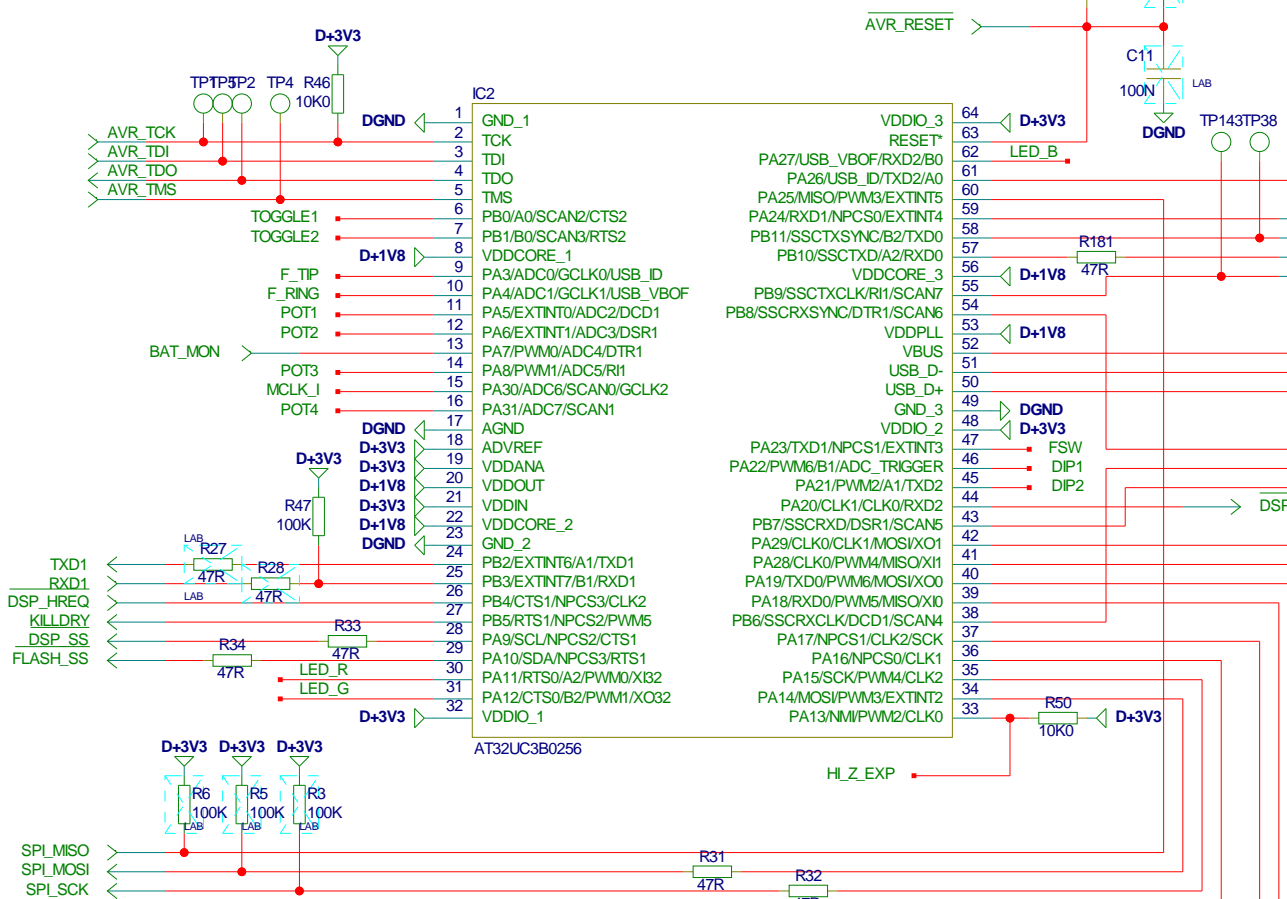 AVR_RESET
D+3V3
C11
100N
LAB
DGND
TP1 TP5 TP2 TP4 R46
10K0
IC2
TP143 TP38
AVR_TCK
AVR_TDI
AVR_TDO
AVR_TMS
DGND 1 GND_1
2 TCK
3 TDI
4 TDO
5 TMS
TOGGLE1 6 PB0/A0/SCAN2/CTS2
TOGGLE2 7 PB1/B0/SCAN3/RTS2
D+1V8 8 VDDCORE_1
F_TIP 9 PA3/ADC0/GCLK0/USB_ID
F_RING 10 PA4/ADC1/GCLK1/USB_VBOF
POT1 11 PA5/EXTINT0/ADC2/DCD1
POT2 12 PA6/EXTINT1/ADC3/DSR1
BAT_MON 13 PA7/PWM0/ADC4/DTR1
POT3 14 PA8/PWM1/ADC5/RI1
MCLK_I 15 PA30/ADC6/SCAN0/GCLK2
POT4 16 PA31/ADC7/SCAN1
DGND 17 AGND
D+3V3 18 ADVREF
D+3V3 19 VDDANA
D+1V8 20 VDDOUT
D+3V3 21 VDDIN
D+1V8 22 VDDCORE_2
DGND 23 GND_2
24 PB2/EXTINT6/A1/TXD1
25 PB3/EXTINT7/B1/RXD1
26 PB4/CTS1/NPCS3/CLK2
27 PB5/RTS1/NPCS2/PWM5
28 PA9/SCL/NPCS2/CTS1
29 PA10/SDA/NPCS3/RTS1
LED_R 30 PA11/RTS0/A2/PWM0/XI32
LED_G 31 PA12/CTS0/B2/PWM1/XO32
D+3V3 32 VDDIO_1
VDDIO_3 64 D+3V3
RESET* 63
PA27/USB_VBOF/RXD2/B0 62 LED_B
PA26/USB_ID/TXD2/A0 61
PA25/MISO/PWM3/EXTINT5 60
PA24/RXD1/NPCS0/EXTINT4 59
PB11/SSCTXSYNC/B2/TXD0 58
PB10/SSCTXD/A2/RXD0 57 R181
47R
VDDCORE_3 56 D+1V8
PB9/SSCTXCLK/RI1/SCAN7 55
PB8/SSCRXSYNC/DTR1/SCAN6 54
VDDPLL 53 D+1V8
VBUS 52
USB_D- 51
USB_D+ 50
GND_3 49 DGND
VDDIO_2 48 D+3V3
PA23/TXD1/NPCS1/EXTINT3 47 FSW
PA22/PWM6/B1/ADC_TRIGGER 46 DIP1
PA21/PWM2/A1/TXD2 45 DIP2
PA20/CLK1/CLK0/RXD2 44 DSP
PB7/SSCRXD/DSR1/SCAN5 43
PA29/CLK0/CLK1/MOSI/XO1 42
PA28/CLK0/PWM4/MISO/XI1 41
PA19/TXD0/PWM6/MOSI/XO0 40
PA18/RXD0/PWM5/MISO/XI0 39
PB6/SSCRXCLK/DCD1/SCAN4 38
PA17/NPCS1/CLK2/SCK 37
PA16/NPCS0/CLK1 36
PA15/SCK/PWM4/CLK2 35
PA14/MOSI/PWM3/EXTINT2 34
PA13/NMI/PWM2/CLK0 33 R50 D+3V3
10K0
D+3V3
R47
100K
LAB
R27
47R
R28
47R
LAB
TXD1
RXD1
DSP_HREQ
KILLDRY
DSP_SS
FLASH_SS
R33
47R
R34
47R
AT32UC3B0256
HI_Z_EXP
D+3V3 D+3V3 D+3V3
R6 R5 R3
100K 100K 100K
LAB LAB LAB
SPI_MISO
SPI_MOSI
SPI_SCK
R31
47R
R32